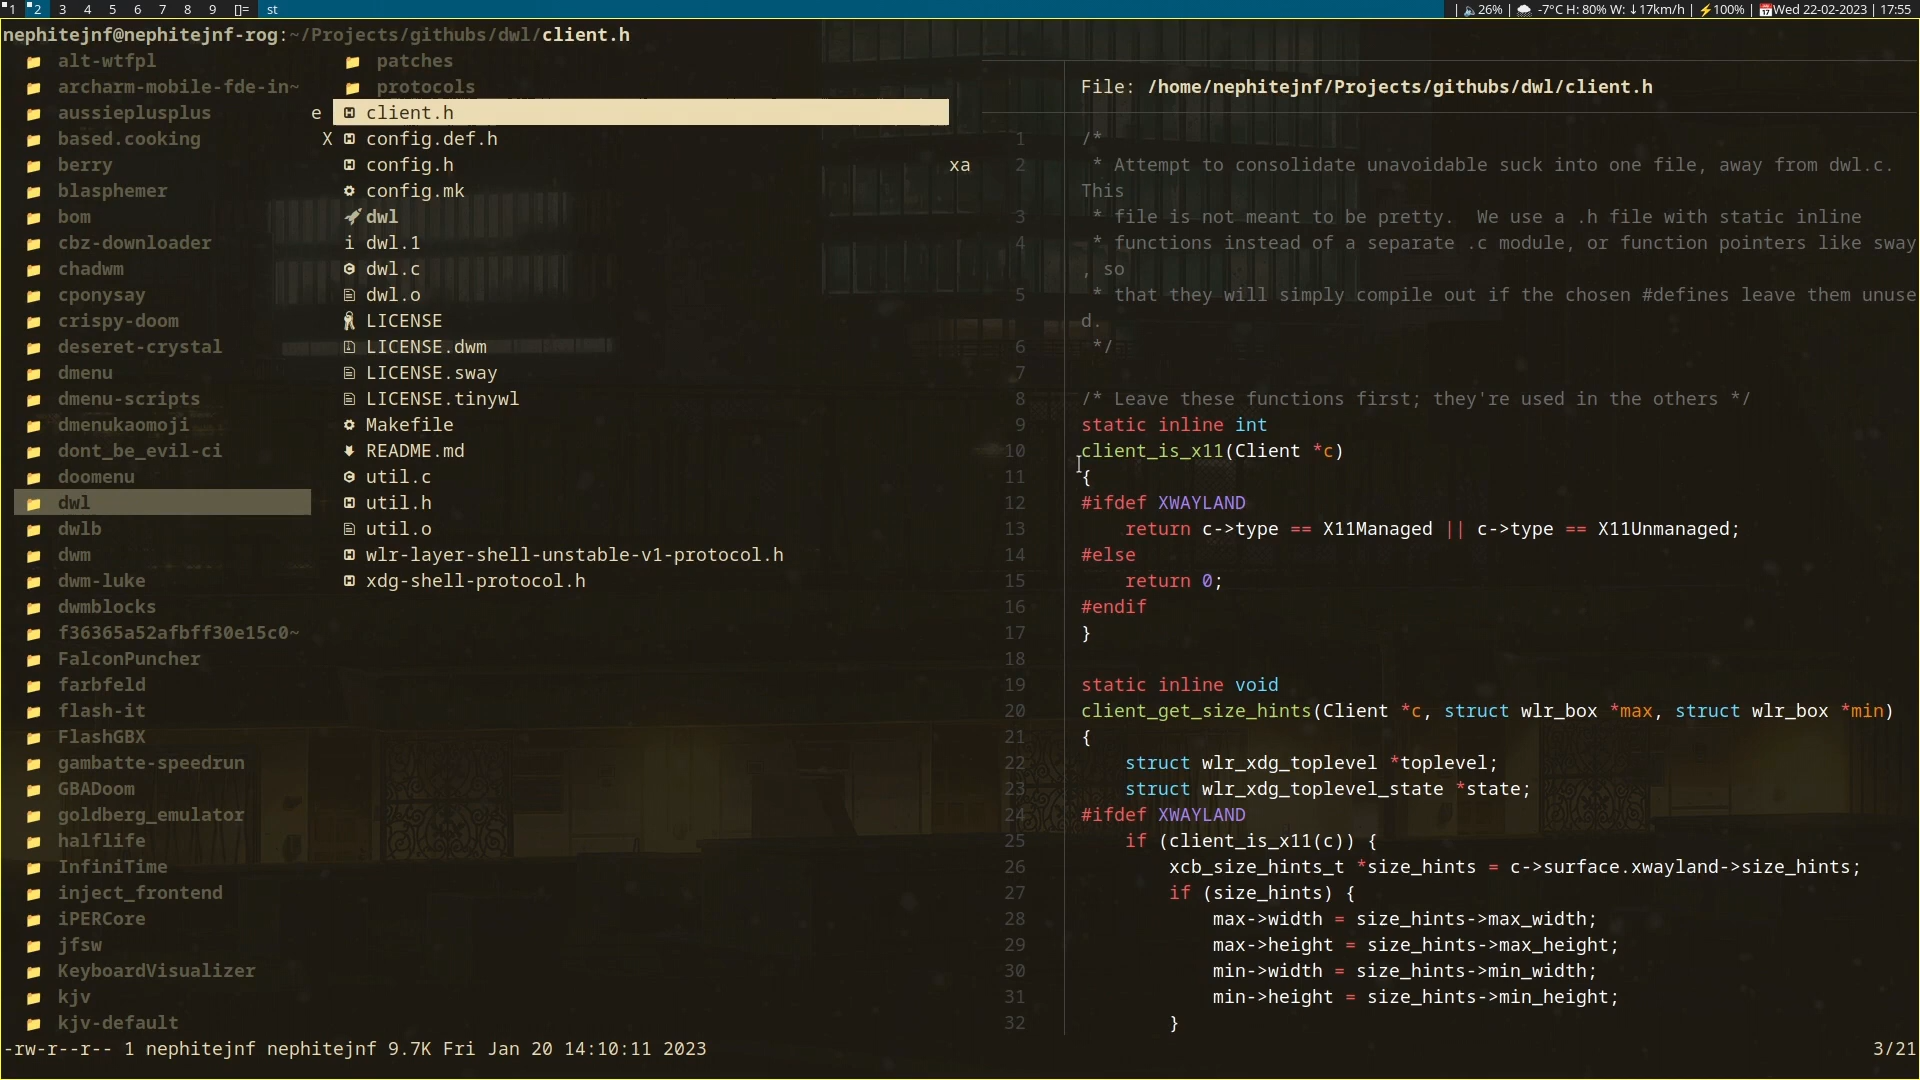 1 2 3 4 5 6 7 8 9 []= st | 26% | -7°C H: 80% W: ↓17km/h | ⚡100% | 📅Wed 22-02-2023 | 17:55
nephitejnf@nephitejnf-rog:~/Projects/githubs/dwl/client.h
alt-wtfpl
archarm-mobile-fde-in~
aussieplusplus
based.cooking
berry
blasphemer
bom
cbz-downloader
chadwm
cponysay
crispy-doom
deseret-crystal
dmenu
dmenu-scripts
dmenukaomoji
dont_be_evil-ci
doomenu
dwl
dwlb
dwm
dwm-luke
dwmblocks
f36365a52afbff30e15c0~
FalconPuncher
farbfeld
flash-it
FlashGBX
gambatte-speedrun
GBADoom
goldberg_emulator
halflife
InfiniTime
inject_frontend
iPERCore
jfsw
KeyboardVisualizer
kjv
kjv-default
e
X
patches
protocols
client.h
config.def.h
config.h
config.mk
dwl
i dwl.1
dwl.c
dwl.o
LICENSE
LICENSE.dwm
LICENSE.sway
LICENSE.tinywl
Makefile
README.md
util.c
util.h
util.o
wlr-layer-shell-unstable-v1-protocol.h
xdg-shell-protocol.h
xa
File: /home/nephitejnf/Projects/githubs/dwl/client.h
1 /*
2 * Attempt to consolidate unavoidable suck into one file, away from dwl.c.
This
3 * file is not meant to be pretty.  We use a .h file with static inline
4 * functions instead of a separate .c module, or function pointers like sway
, so
5 * that they will simply compile out if the chosen #defines leave them unuse
d.
6 */
7
8 /* Leave these functions first; they're used in the others */
9 static inline int
10 client_is_x11(Client *c)
11 {
12 #ifdef XWAYLAND
13     return c->type == X11Managed || c->type == X11Unmanaged;
14 #else
15     return 0;
16 #endif
17 }
18
19 static inline void
20 client_get_size_hints(Client *c, struct wlr_box *max, struct wlr_box *min)
21 {
22     struct wlr_xdg_toplevel *toplevel;
23     struct wlr_xdg_toplevel_state *state;
24 #ifdef XWAYLAND
25     if (client_is_x11(c)) {
26         xcb_size_hints_t *size_hints = c->surface.xwayland->size_hints;
27         if (size_hints) {
28             max->width = size_hints->max_width;
29             max->height = size_hints->max_height;
30             min->width = size_hints->min_width;
31             min->height = size_hints->min_height;
32         }
-rw-r--r-- 1 nephitejnf nephitejnf 9.7K Fri Jan 20 14:10:11 2023
3/21